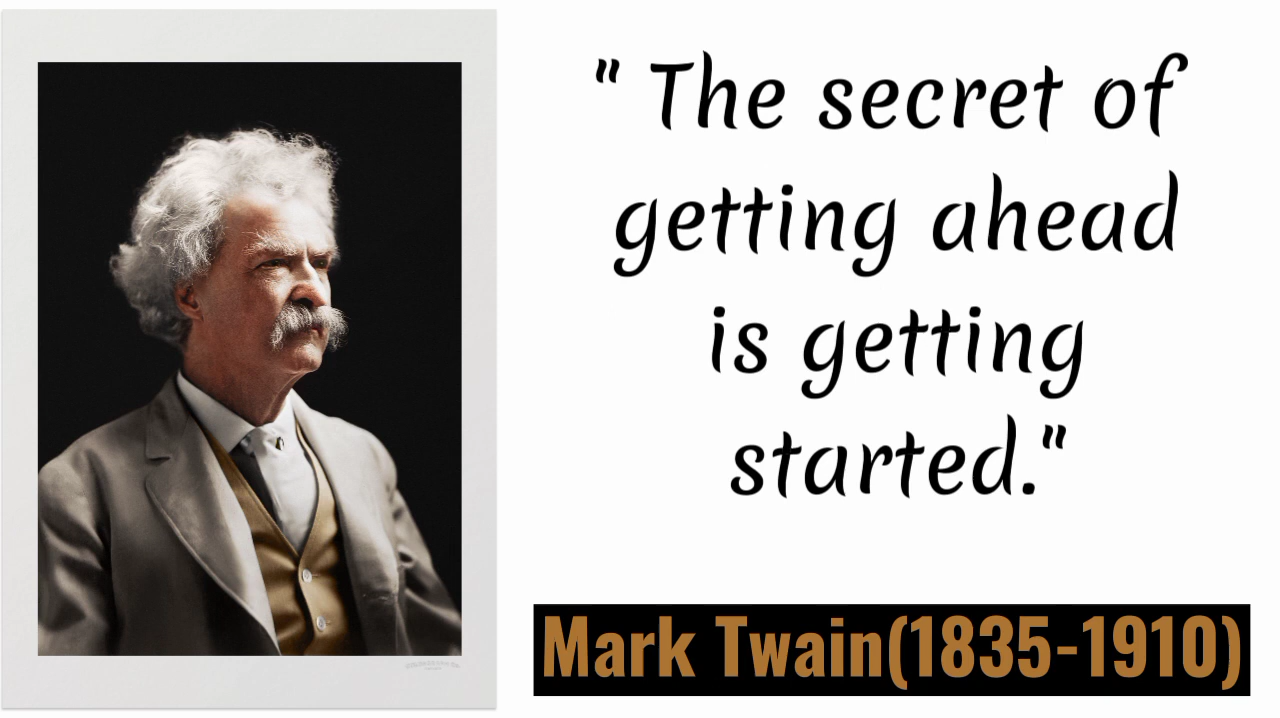 " The secret of
getting ahead
is getting
started."
Mark Twain(1835-1910)